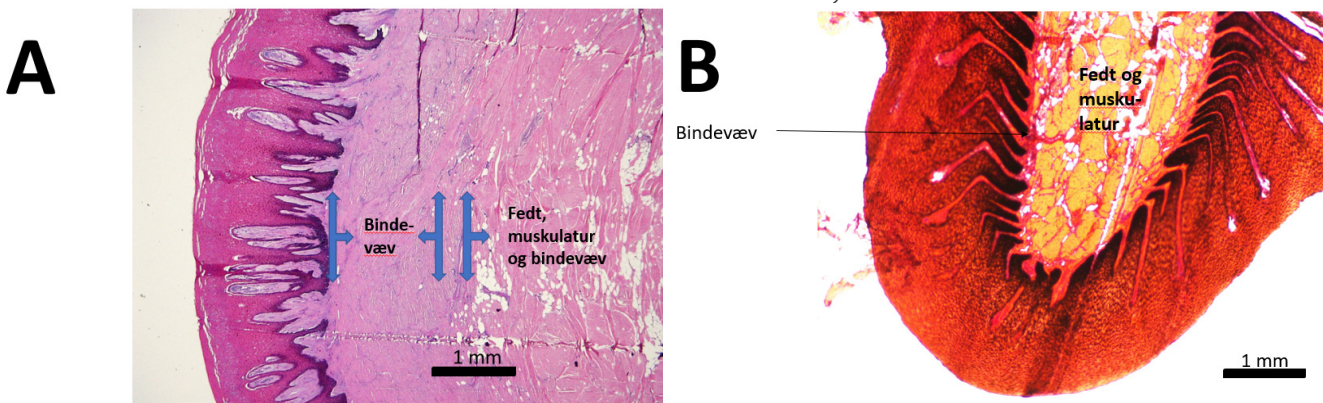 A
Binde-
væv
Fedt,
muskulatur
og bindevæv
1 mm
B
Fedt og
musku-
latur
Bindevæv
1 mm